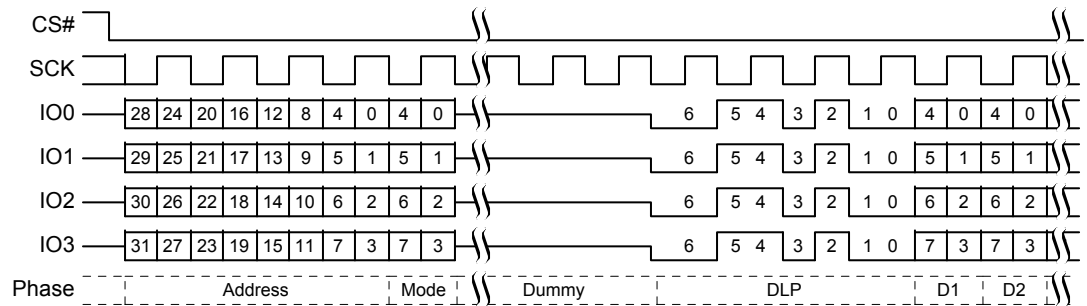 CS#
SCK
IO0 28 24 20 16 12 8 4 0 4 0 6 5 4 3 2 1 0 4 0 4 0
IO1 29 25 21 17 13 9 5 1 5 1 6 5 4 3 2 1 0 5 1 5 1
IO2 30 26 22 18 14 10 6 2 6 2 6 5 4 3 2 1 0 6 2 6 2
IO3 31 27 23 19 15 11 7 3 7 3 6 5 4 3 2 1 0 7 3 7 3
Phase Address Mode Dummy DLP D1 D2